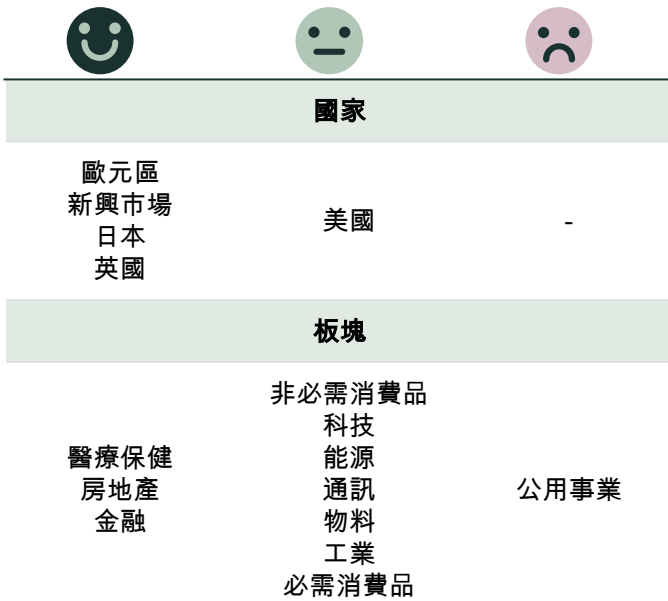 國家
歐元區
新興市場
日本
英國
美國
-
板塊
醫療保健
房地產
金融
非必需消費品
科技
能源
通訊
物料
工業
必需消費品
公用事業